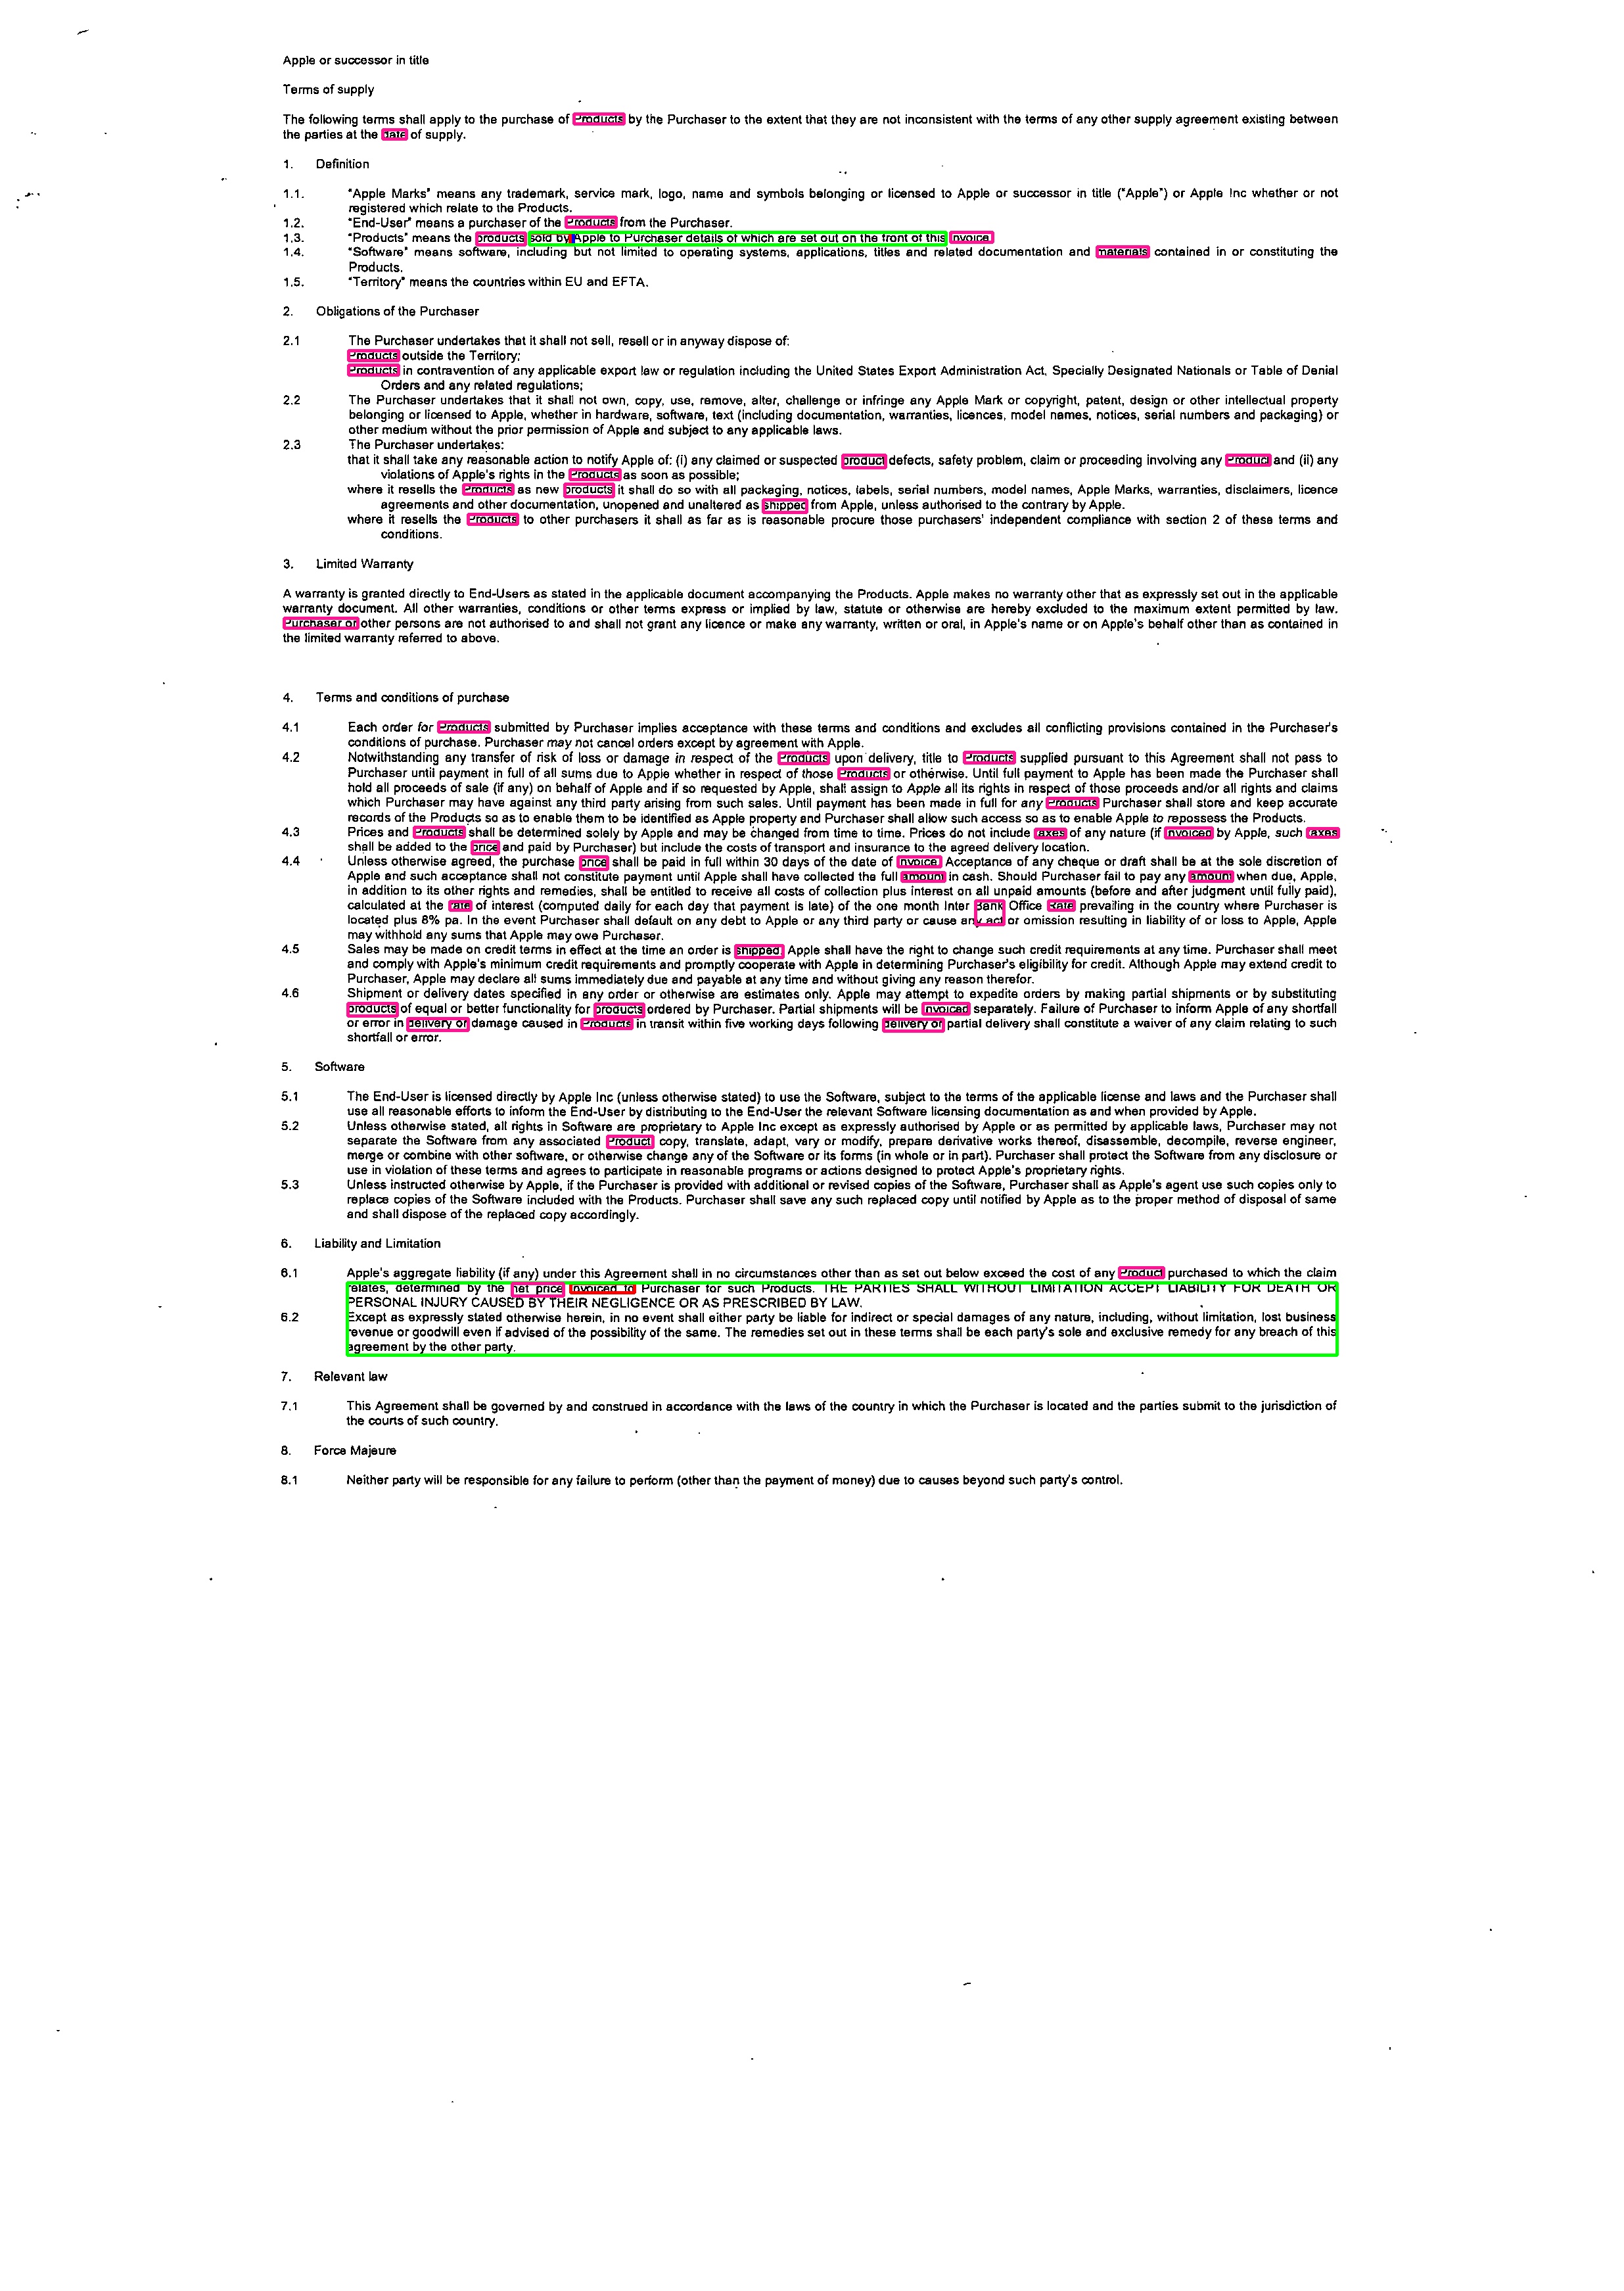 Apple or successor in title
Terms of supply
The following terms shall apply to the purchase of Products by the Purchaser to the extent that they are not inconsistent with the terms of any other supply agreement existing between
the parties at the date of supply.
1. Definition
1.1. "Apple Marks" means any trademark, service mark, logo, name and symbols belonging or licensed to Apple or successor in title ("Apple") or Apple Inc whether or not
registered which relate to the Products.
1.2. "End-User" means a purchaser of the Products from the Purchaser.
1.3. "Products" means the products sold by Apple to Purchaser details of which are set out on the front of this invoice
1.4. "Software" means software, including but not limited to operating systems, applications, titles and related documentation and materials contained in or constituting the
Products.
1.5. "Territory" means the countries within EU and EFTA.
2. Obligations of the Purchaser
2.1 The Purchaser undertakes that it shall not sell, resell or in anyway dispose of:
Products outside the Territory;
Products in contravention of any applicable export law or regulation including the United States Export Administration Act, Specially Designated Nationals or Table of Denial
Orders and any related regulations;
2.2 The Purchaser undertakes that it shall not own, copy, use, remove, alter, challenge or infringe any Apple Mark or copyright, patent, design or other intellectual property
belonging or licensed to Apple, whether in hardware, software, text (including documentation, warranties, licences, model names, notices, serial numbers and packaging) or
other medium without the prior permission of Apple and subject to any applicable laws.
2.3 The Purchaser undertakes:
that it shall take any reasonable action to notify Apple of: (i) any claimed or suspected product defects, safety problem, claim or proceeding involving any Product and (ii) any
violations of Apple's rights in the Products as soon as possible;
where it resells the Products as new products it shall do so with all packaging, notices, labels, serial numbers, model names, Apple Marks, warranties, disclaimers, licence
agreements and other documentation, unopened and unaltered as shipped from Apple, unless authorised to the contrary by Apple.
where it resells the Products to other purchasers it shall as far as is reasonable procure those purchasers' independent compliance with section 2 of these terms and
conditions.
3. Limited Warranty
A warranty is granted directly to End-Users as stated in the applicable document accompanying the Products. Apple makes no warranty other that as expressly set out in the applicable
warranty document. All other warranties, conditions or other terms express or implied by law, statute or otherwise are hereby excluded to the maximum extent permitted by law.
Purchaser or other persons are not authorised to and shall not grant any licence or make any warranty, written or oral, in Apple's name or on Apple's behalf other than as contained in
the limited warranty referred to above.
4. Terms and conditions of purchase
4.1 Each order for Products submitted by Purchaser implies acceptance with these terms and conditions and excludes all conflicting provisions contained in the Purchaser's
conditions of purchase. Purchaser may not cancel orders except by agreement with Apple.
4.2 Notwithstanding any transfer of risk of loss or damage in respect of the Products upon delivery, title to Products supplied pursuant to this Agreement shall not pass to
Purchaser until payment in full of all sums due to Apple whether in respect of those Products or otherwise. Until full payment to Apple has been made the Purchaser shall
hold all proceeds of sale (if any) on behalf of Apple and if so requested by Apple, shall assign to Apple all its rights in respect of those proceeds and/or all rights and claims
which Purchaser may have against any third party arising from such sales. Until payment has been made in full for any Products Purchaser shall store and keep accurate
records of the Products so as to enable them to be identified as Apple property and Purchaser shall allow such access so as to enable Apple to repossess the Products.
4.3 Prices and Products shall be determined solely by Apple and may be changed from time to time. Prices do not include taxes of any nature (if invoiced by Apple, such taxes
shall be added to the price and paid by Purchaser) but include the costs of transport and insurance to the agreed delivery location.
4.4 Unless otherwise agreed, the purchase price shall be paid in full within 30 days of the date of invoice. Acceptance of any cheque or draft shall be at the sole discretion of
Apple and such acceptance shall not constitute payment until Apple shall have collected the full amount in cash. Should Purchaser fail to pay any amount when due, Apple,
in addition to its other rights and remedies, shall be entitled to receive all costs of collection plus interest on all unpaid amounts (before and after judgment until fully paid),
calculated at the rate of interest (computed daily for each day that payment is late) of the one month Inter Bank Office Rate prevailing in the country where Purchaser is
located plus 8% pa. In the event Purchaser shall default on any debt to Apple or any third party or cause any act or omission resulting in liability of or loss to Apple, Apple
may withhold any sums that Apple may owe Purchaser.
4.5 Sales may be made on credit terms in effect at the time an order is shipped. Apple shall have the right to change such credit requirements at any time. Purchaser shall meet
and comply with Apple's minimum credit requirements and promptly cooperate with Apple in determining Purchaser's eligibility for credit. Although Apple may extend credit to
Purchaser, Apple may declare all sums immediately due and payable at any time and without giving any reason therefor.
4.6 Shipment or delivery dates specified in any order or otherwise are estimates only. Apple may attempt to expedite orders by making partial shipments or by substituting
products of equal or better functionality for products ordered by Purchaser. Partial shipments will be invoiced separately. Failure of Purchaser to inform Apple of any shortfall
or error in delivery or damage caused in Products in transit within five working days following delivery or partial delivery shall constitute a waiver of any claim relating to such
shortfall or error.
5. Software
5.1 The End-User is licensed directly by Apple Inc (unless otherwise stated) to use the Software, subject to the terms of the applicable license and laws and the Purchaser shall
use all reasonable efforts to inform the End-User by distributing to the End-User the relevant Software licensing documentation as and when provided by Apple.
5.2 Unless otherwise stated, all rights in Software are proprietary to Apple Inc except as expressly authorised by Apple or as permitted by applicable laws, Purchaser may not
separate the Software from any associated Product copy, translate, adapt, vary or modify, prepare derivative works thereof, disassemble, decompile, reverse engineer,
merge or combine with other software, or otherwise change any of the Software or its forms (in whole or in part). Purchaser shall protect the Software from any disclosure or
use in violation of these terms and agrees to participate in reasonable programs or actions designed to protect Apple's proprietary rights.
5.3 Unless instructed otherwise by Apple, if the Purchaser is provided with additional or revised copies of the Software, Purchaser shall as Apple's agent use such copies only to
replace copies of the Software included with the Products. Purchaser shall save any such replaced copy until notified by Apple as to the proper method of disposal of same
and shall dispose of the replaced copy accordingly.
6. Liability and Limitation
6.1 Apple's aggregate liability (if any) under this Agreement shall in no circumstances other than as set out below exceed the cost of any Product purchased to which the claim
relates, determined by the net price invoiced to Purchaser for such Products. THE PARTIES SHALL WITHOUT LIMITATION ACCEPT LIABILITY FOR DEATH OR
PERSONAL INJURY CAUSED BY THEIR NEGLIGENCE OR AS PRESCRIBED BY LAW.
6.2 Except as expressly stated otherwise herein, in no event shall either party be liable for indirect or special damages of any nature, including, without limitation, lost business
revenue or goodwill even if advised of the possibility of the same. The remedies set out in these terms shall be each party's sole and exclusive remedy for any breach of this
agreement by the other party.
7. Relevant law
7.1 This Agreement shall be governed by and construed in accordance with the laws of the country in which the Purchaser is located and the parties submit to the jurisdiction of
the courts of such country.
8. Force Majeure
8.1 Neither party will be responsible for any failure to perform (other than the payment of money) due to causes beyond such party's control.